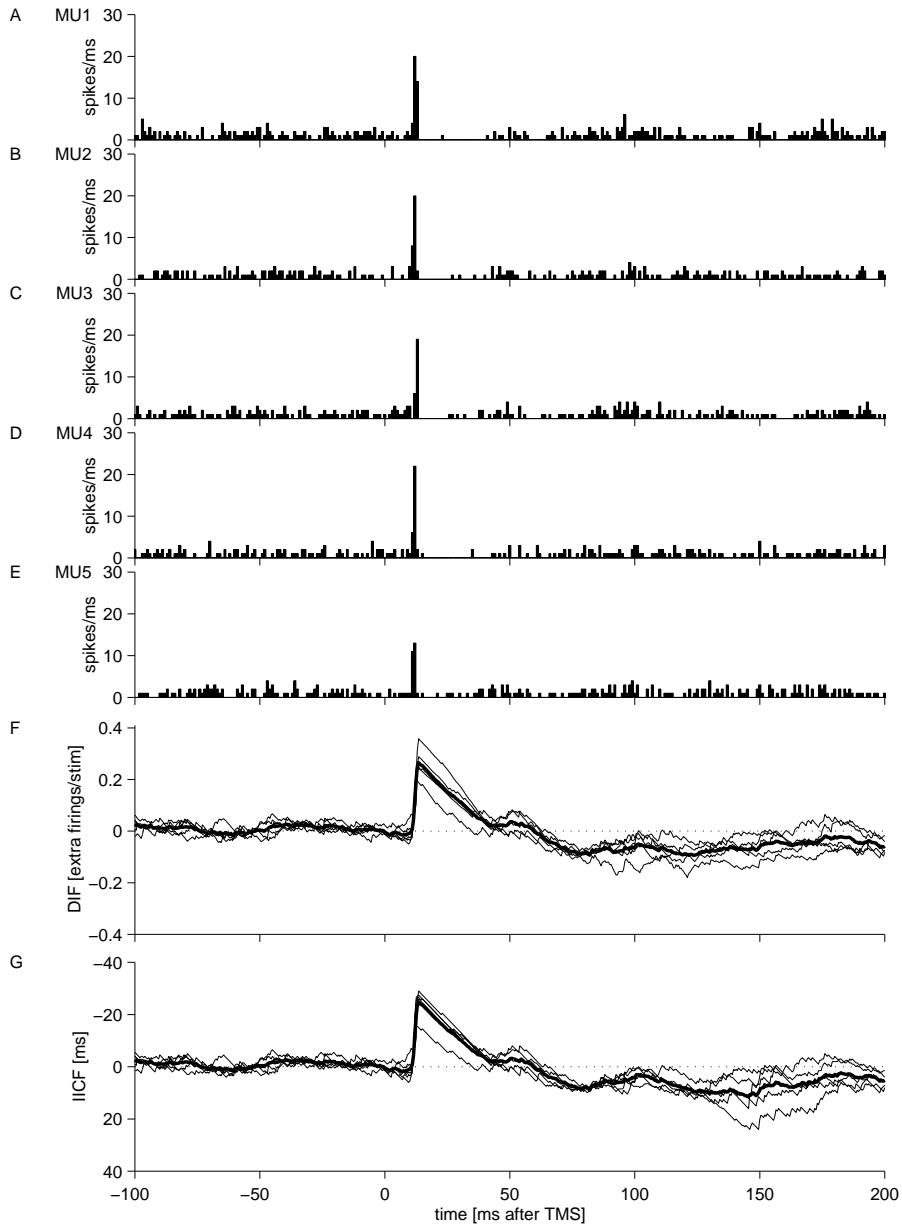 A MU1
30
20
10
0
spikes/ms
B MU2
30
20
10
0
spikes/ms
C MU3
30
20
10
0
spikes/ms
D MU4
30
20
10
0
spikes/ms
E MU5
30
20
10
0
spikes/ms
F
0.4
0.2
0
−0.2
−0.4
DIF [extra firings/stim]
G
-40
-20
0
20
40
IICF [ms]
−100 −50 0 50 100 150 200
time [ms after TMS]